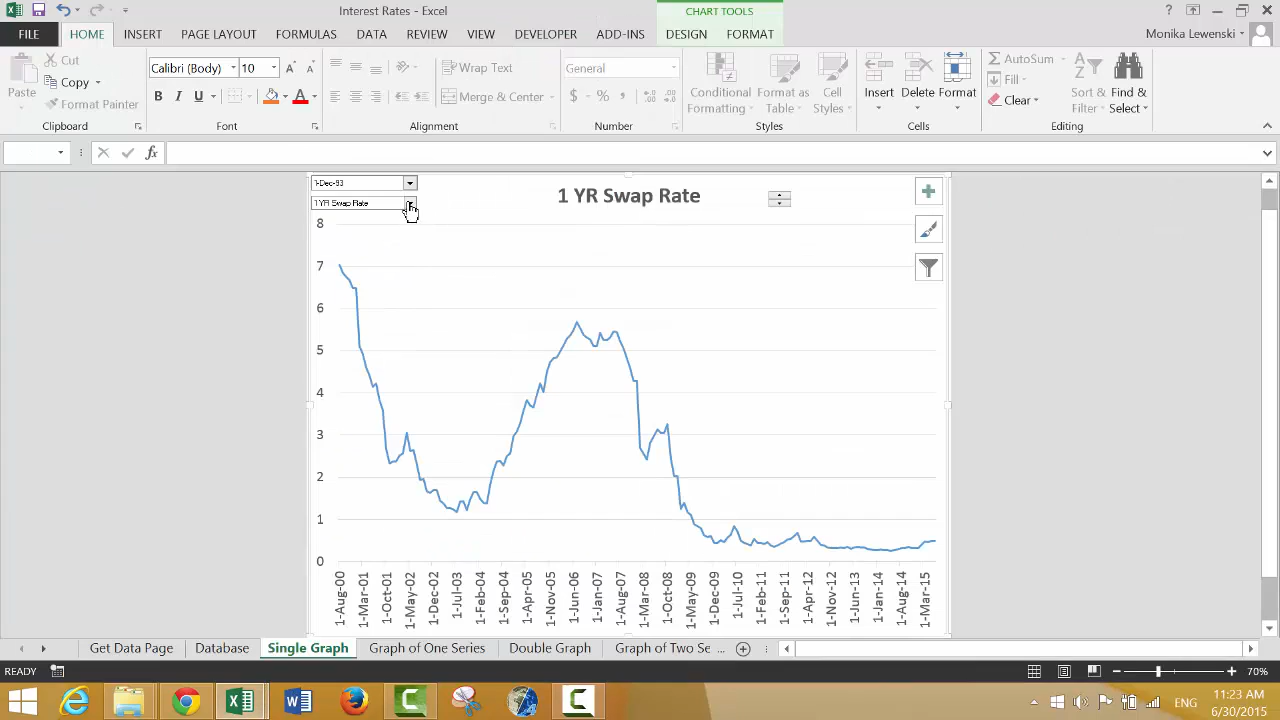 Interest Rates - Excel
CHART TOOLS
FILE HOME INSERT PAGE LAYOUT FORMULAS DATA REVIEW VIEW DEVELOPER ADD-INS DESIGN FORMAT Monika Lewenski
Cut
Copy
Format Painter
Paste
Clipboard
Calibri (Body) 10
B I U
Font
Wrap Text
Merge & Center
Alignment
General
$ % ,
Number
Conditional Formatting
Format as Table
Cell Styles
Styles
Insert Delete Format
Cells
AutoSum
Fill
Clear
Sort & Filter
Find & Select
Editing
fx
1-Dec-93
1 YR Swap Rate
1 YR Swap Rate
8
7
6
5
4
3
2
1
0
1-Aug-00
1-Mar-01
1-Oct-01
1-May-02
1-Dec-02
1-Jul-03
1-Feb-04
1-Sep-04
1-Apr-05
1-Nov-05
1-Jun-06
1-Jan-07
1-Aug-07
1-Mar-08
1-Oct-08
1-May-09
1-Dec-09
1-Jul-10
1-Feb-11
1-Sep-11
1-Apr-12
1-Nov-12
1-Jun-13
1-Jan-14
1-Aug-14
1-Mar-15
Get Data Page Database Single Graph Graph of One Series Double Graph Graph of Two Se ...
READY 70%
ENG
11:23 AM
6/30/2015